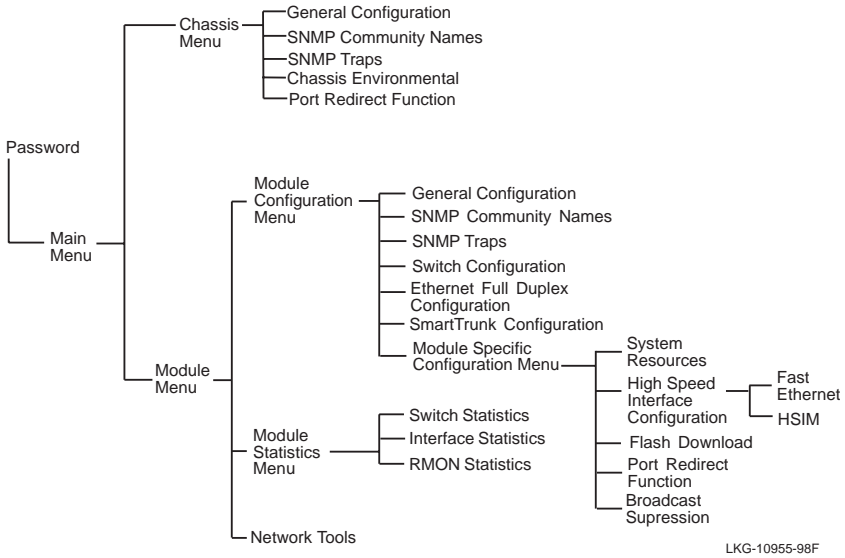 Password
Main
Menu
Chassis
Menu
General Configuration
SNMP Community Names
SNMP Traps
Chassis Environmental
Port Redirect Function
Module
Menu
Module
Configuration
Menu
General Configuration
SNMP Community Names
SNMP Traps
Switch Configuration
Ethernet Full Duplex
Configuration
SmartTrunk Configuration
Module Specific
Configuration Menu
System
Resources
High Speed
Interface
Configuration
Fast
Ethernet
HSIM
Flash Download
Port Redirect
Function
Broadcast
Supression
Module
Statistics
Menu
Switch Statistics
Interface Statistics
RMON Statistics
Network Tools
LKG-10955-98F